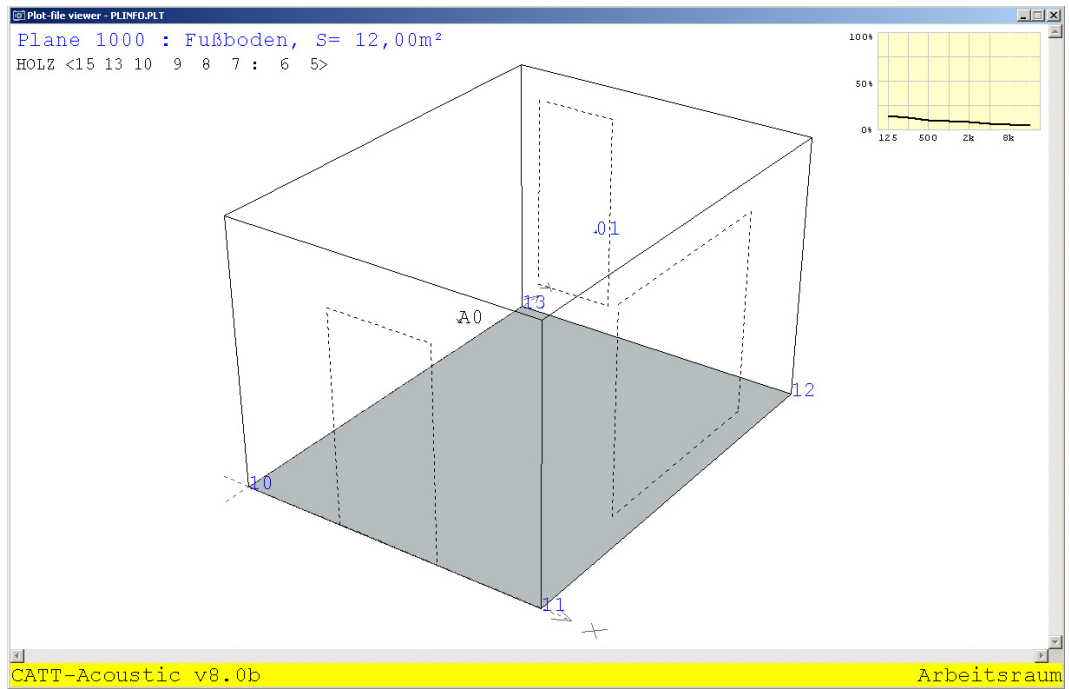 Plot-file viewer - PLINFO.PLT
Plane 1000 : Fußboden, S= 12,00m²
HOLZ <15 13 10 9 8 7 : 6 5>
100%
50%
0%
125 500 2k 8k
01
13
A0
12
10
11
CATT-Acoustic v8.0b Arbeitsraum